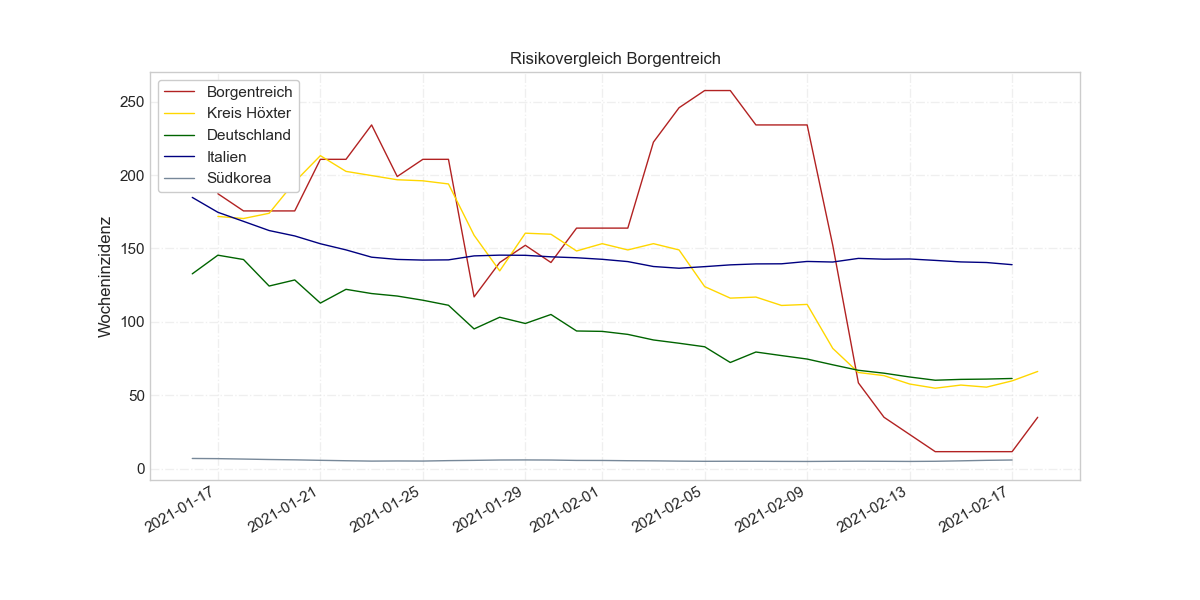 Risikovergleich Borgentreich
Borgentreich
Kreis Höxter
Deutschland
Italien
Südkorea
Wocheninzidenz
250
200
150
100
50
0
2021-01-17
2021-01-21
2021-01-25
2021-01-29
2021-02-01
2021-02-05
2021-02-09
2021-02-13
2021-02-17